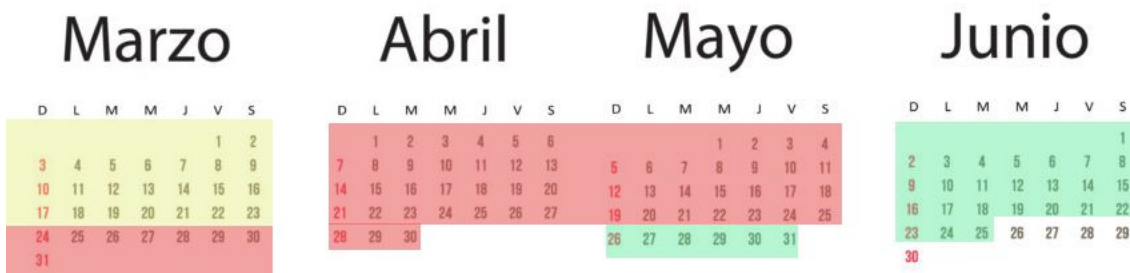 Marzo
D L M M J V S
1 2
3 4 5 6 7 8 9
10 11 12 13 14 15 16
17 18 19 20 21 22 23
24 25 26 27 28 29 30
31
Abril
D L M M J V S
1 2 3 4 5 6
7 8 9 10 11 12 13
14 15 16 17 18 19 20
21 22 23 24 25 26 27
28 29 30
Mayo
D L M M J V S
1 2 3 4
5 6 7 8 9 10 11
12 13 14 15 16 17 18
19 20 21 22 23 24 25
26 27 28 29 30 31
Junio
D L M M J V S
1
2 3 4 5 6 7 8
9 10 11 12 13 14 15
16 17 18 19 20 21 22
23 24 25 26 27 28 29
30